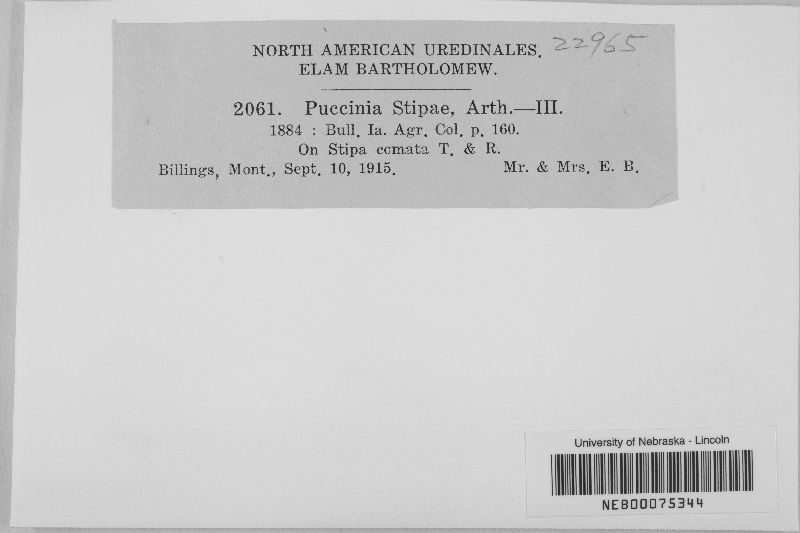 NORTH AMERICAN UREDINALES. 22965
ELAM BARTHOLOMEW.
2061. Puccinia Stipae, Arth.—III.
1884 : Bull. Ia. Agr. Col. p. 160.
On Stipa comata T. & R.
Billings, Mont., Sept. 10, 1915. Mr. & Mrs. E. B.
University of Nebraska - Lincoln
NEB00075344